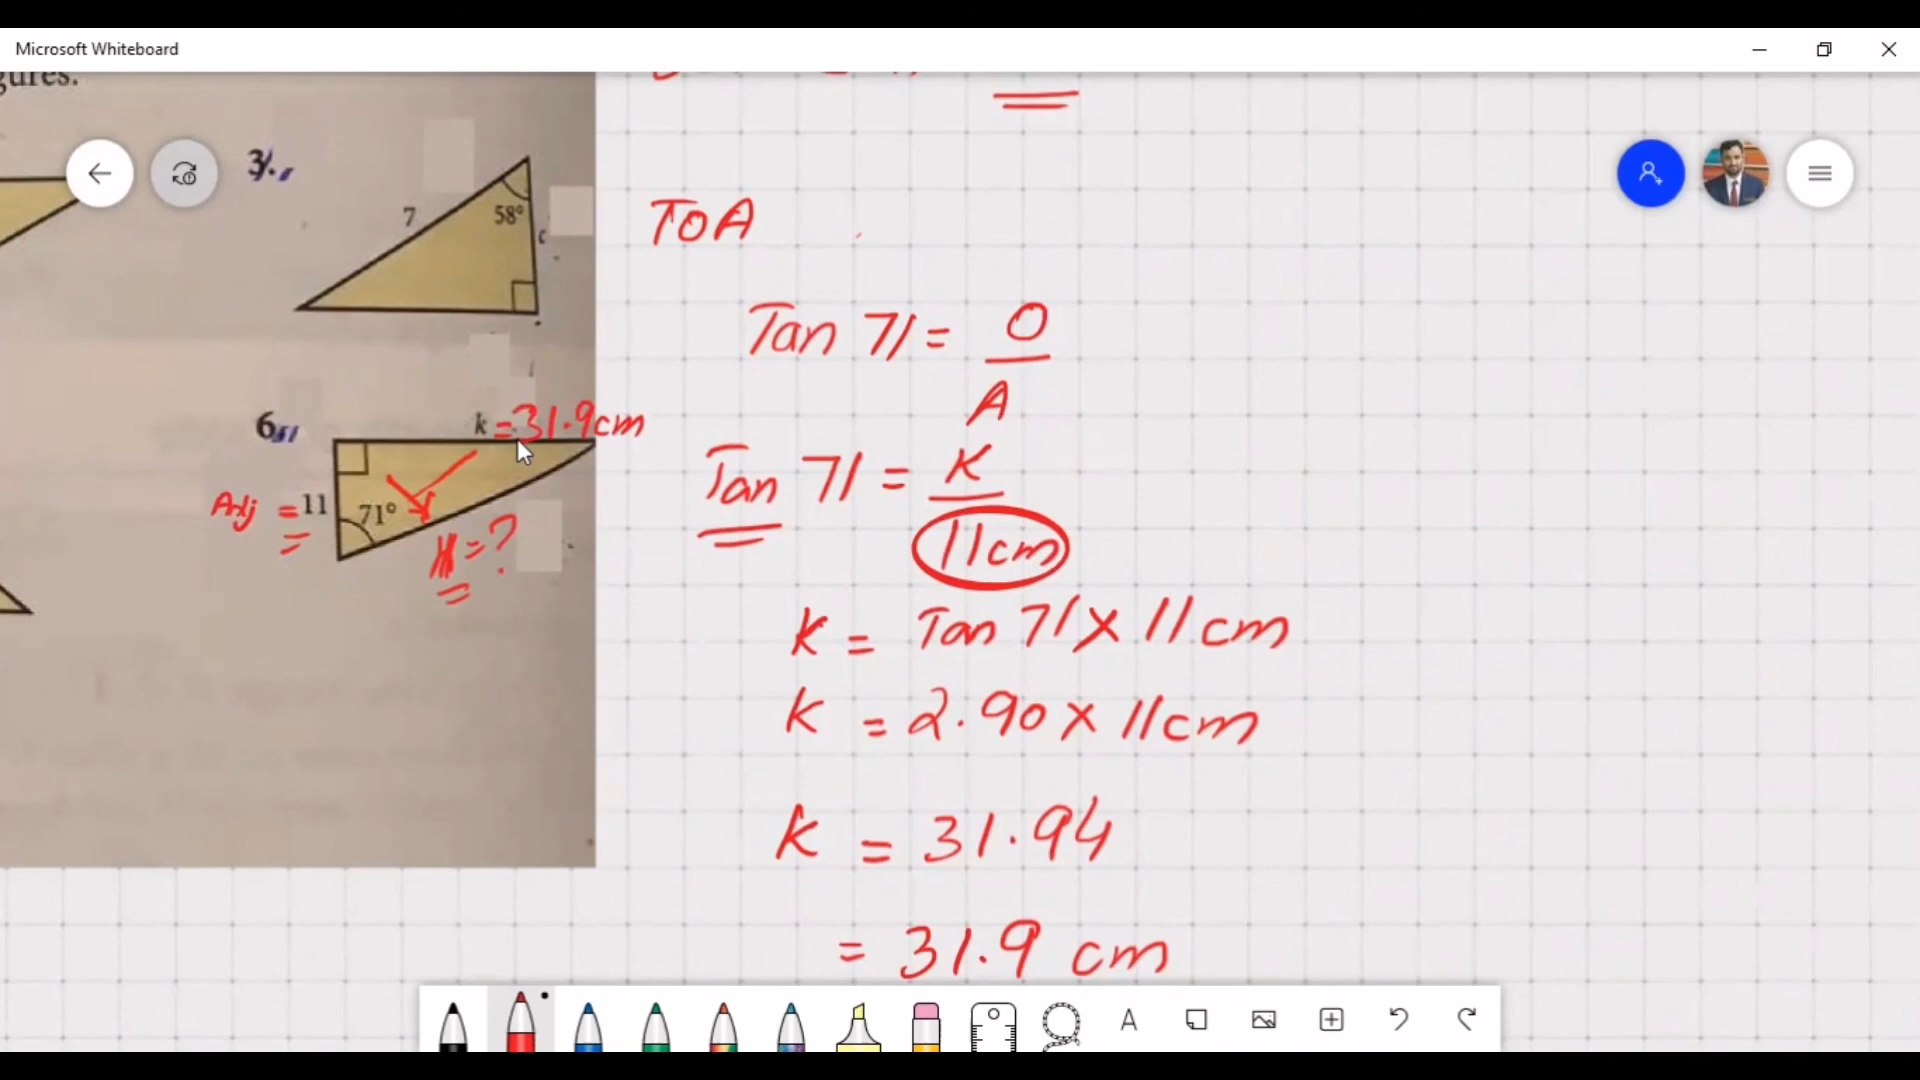 Microsoft Whiteboard
gures.
3.
7
58°
c
6.
k = 31.9cm
Adj = 11
71°
= ?
TOA
Tan 71 = O
A
Tan 71 = K
11cm
K = Tan 71 X 11cm
K = 2.90 X 11cm
K = 31.94
= 31.9 cm
A